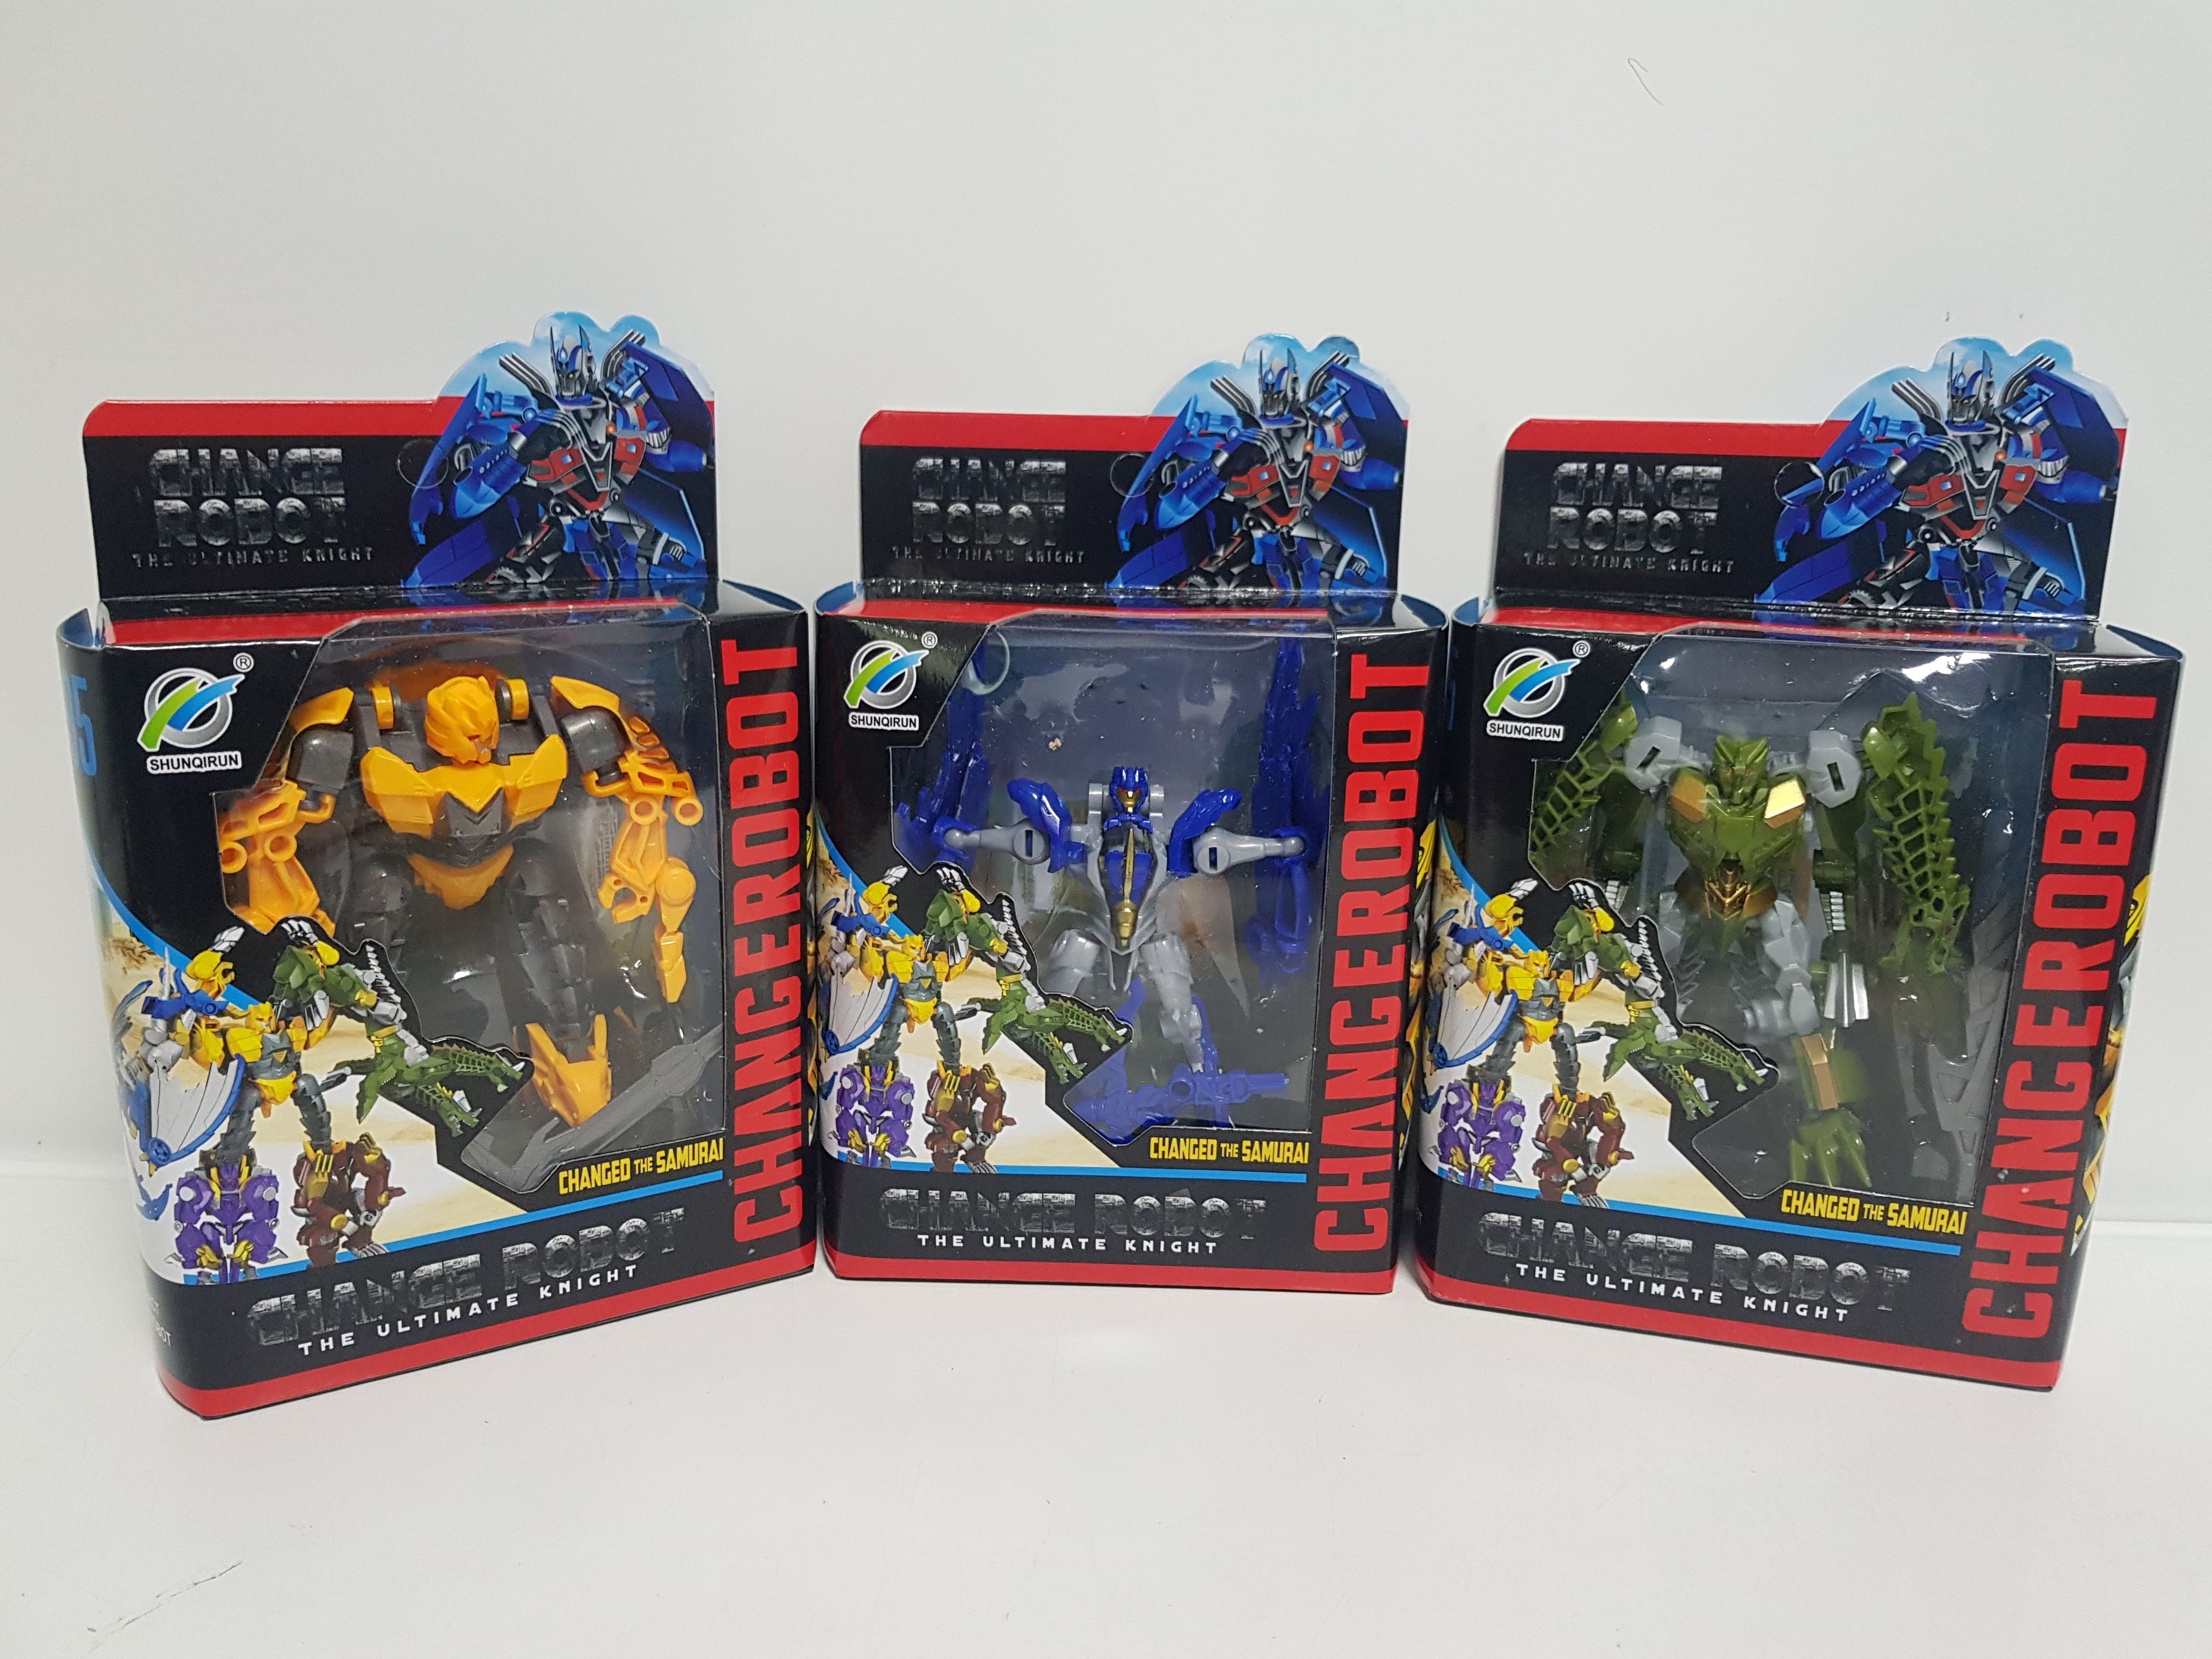 CHANGE
ROBOT
THE ULTIMATE KNIGHT
®
SHUNQIRUN
CHANGEROBOT
CHANGED THE SAMURAI
CHANGE ROBOT
THE ULTIMATE KNIGHT
CHANGE
ROBOT
THE ULTIMATE KNIGHT
®
SHUNQIRUN
CHANGEROBOT
CHANGED THE SAMURAI
CHANGE ROBOT
THE ULTIMATE KNIGHT
CHANGE
ROBOT
THE ULTIMATE KNIGHT
®
SHUNQIRUN
CHANGEROBOT
CHANGED THE SAMURAI
CHANGE ROBOT
THE ULTIMATE KNIGHT